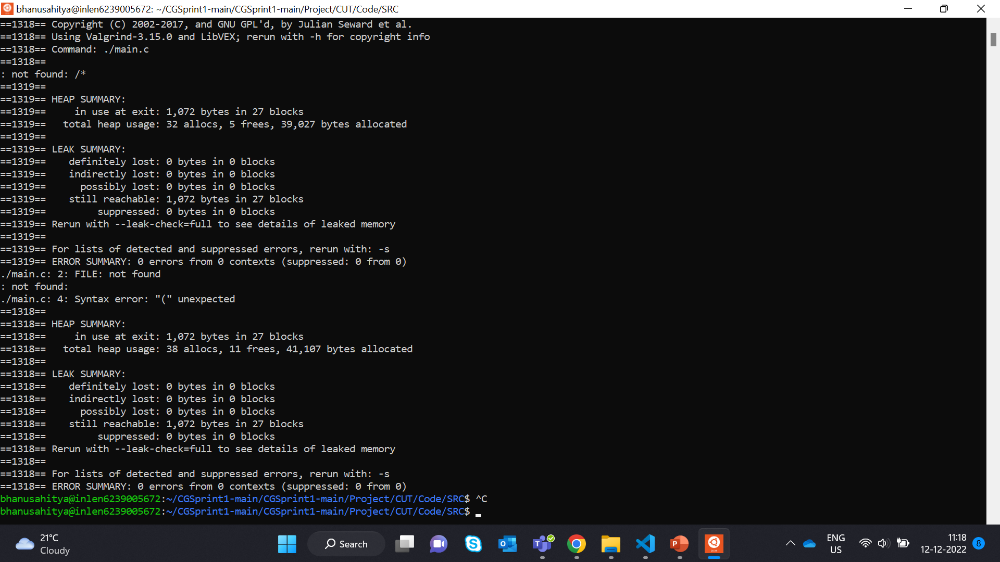 bhanusahitya@inlen6239005672: ~/CGSprint1-main/CGSprint1-main/Project/CUT/Code/SRC
==1318== Copyright (C) 2002-2017, and GNU GPL'd, by Julian Seward et al.
==1318== Using Valgrind-3.15.0 and LibVEX; rerun with -h for copyright info
==1318== Command: ./main.c
==1318==
: not found: /*
==1319==
==1319== HEAP SUMMARY:
==1319==     in use at exit: 1,072 bytes in 27 blocks
==1319==   total heap usage: 32 allocs, 5 frees, 39,027 bytes allocated
==1319==
==1319== LEAK SUMMARY:
==1319==    definitely lost: 0 bytes in 0 blocks
==1319==    indirectly lost: 0 bytes in 0 blocks
==1319==      possibly lost: 0 bytes in 0 blocks
==1319==    still reachable: 1,072 bytes in 27 blocks
==1319==         suppressed: 0 bytes in 0 blocks
==1319== Rerun with --leak-check=full to see details of leaked memory
==1319==
==1319== For lists of detected and suppressed errors, rerun with: -s
==1319== ERROR SUMMARY: 0 errors from 0 contexts (suppressed: 0 from 0)
./main.c: 2: FILE: not found
: not found:
./main.c: 4: Syntax error: "(" unexpected
==1318==
==1318== HEAP SUMMARY:
==1318==     in use at exit: 1,072 bytes in 27 blocks
==1318==   total heap usage: 38 allocs, 11 frees, 41,107 bytes allocated
==1318==
==1318== LEAK SUMMARY:
==1318==    definitely lost: 0 bytes in 0 blocks
==1318==    indirectly lost: 0 bytes in 0 blocks
==1318==      possibly lost: 0 bytes in 0 blocks
==1318==    still reachable: 1,072 bytes in 27 blocks
==1318==         suppressed: 0 bytes in 0 blocks
==1318== Rerun with --leak-check=full to see details of leaked memory
==1318==
==1318== For lists of detected and suppressed errors, rerun with: -s
==1318== ERROR SUMMARY: 0 errors from 0 contexts (suppressed: 0 from 0)
bhanusahitya@inlen6239005672:~/CGSprint1-main/CGSprint1-main/Project/CUT/Code/SRC$ ^C
bhanusahitya@inlen6239005672:~/CGSprint1-main/CGSprint1-main/Project/CUT/Code/SRC$
21°C
Cloudy
Search
ENG
US
11:18
12-12-2022
8